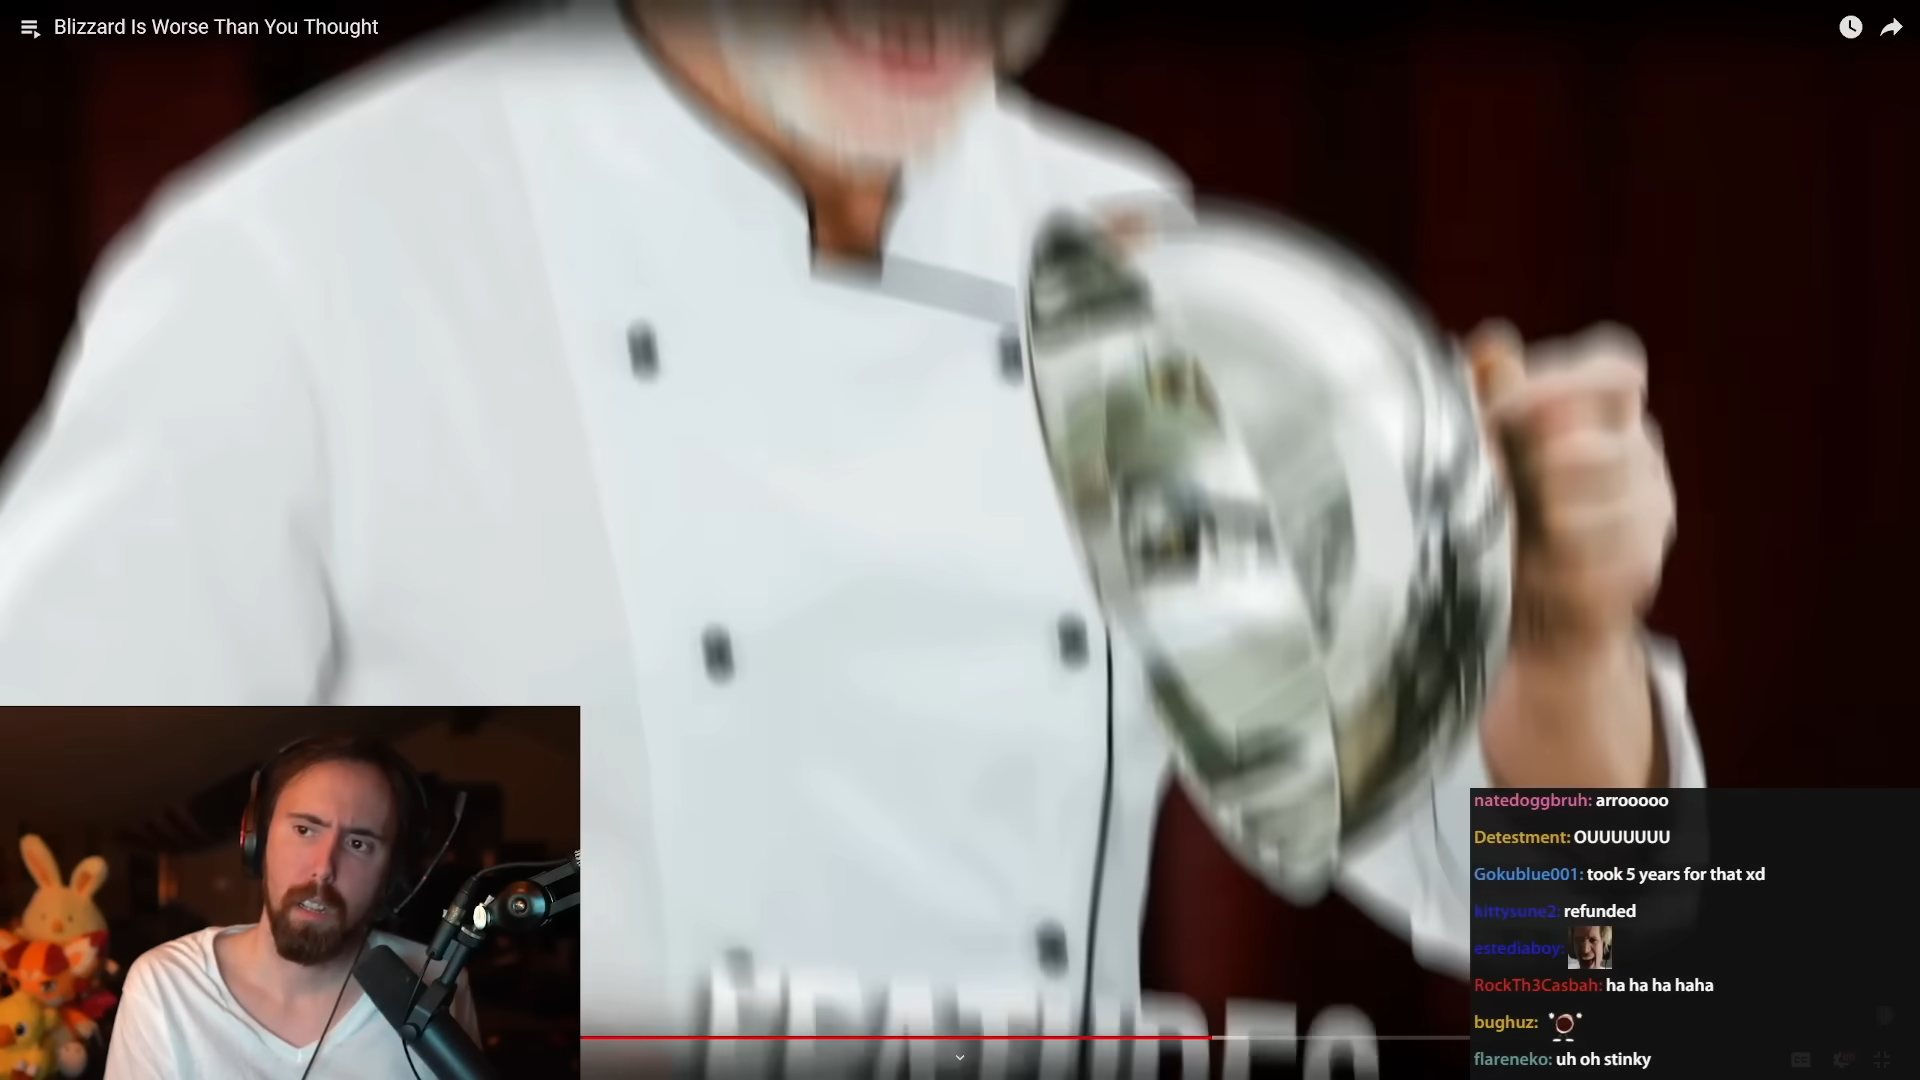 Blizzard Is Worse Than You Thought
natedoggbruh: arrooooo
Detestment: OUUUUUUU
Gokublue001: took 5 years for that xd
kittysune2: refunded
estediaboy:
RockTh3Casbah: ha ha ha haha
bughuz:
flareneko: uh oh stinky
FEATURES